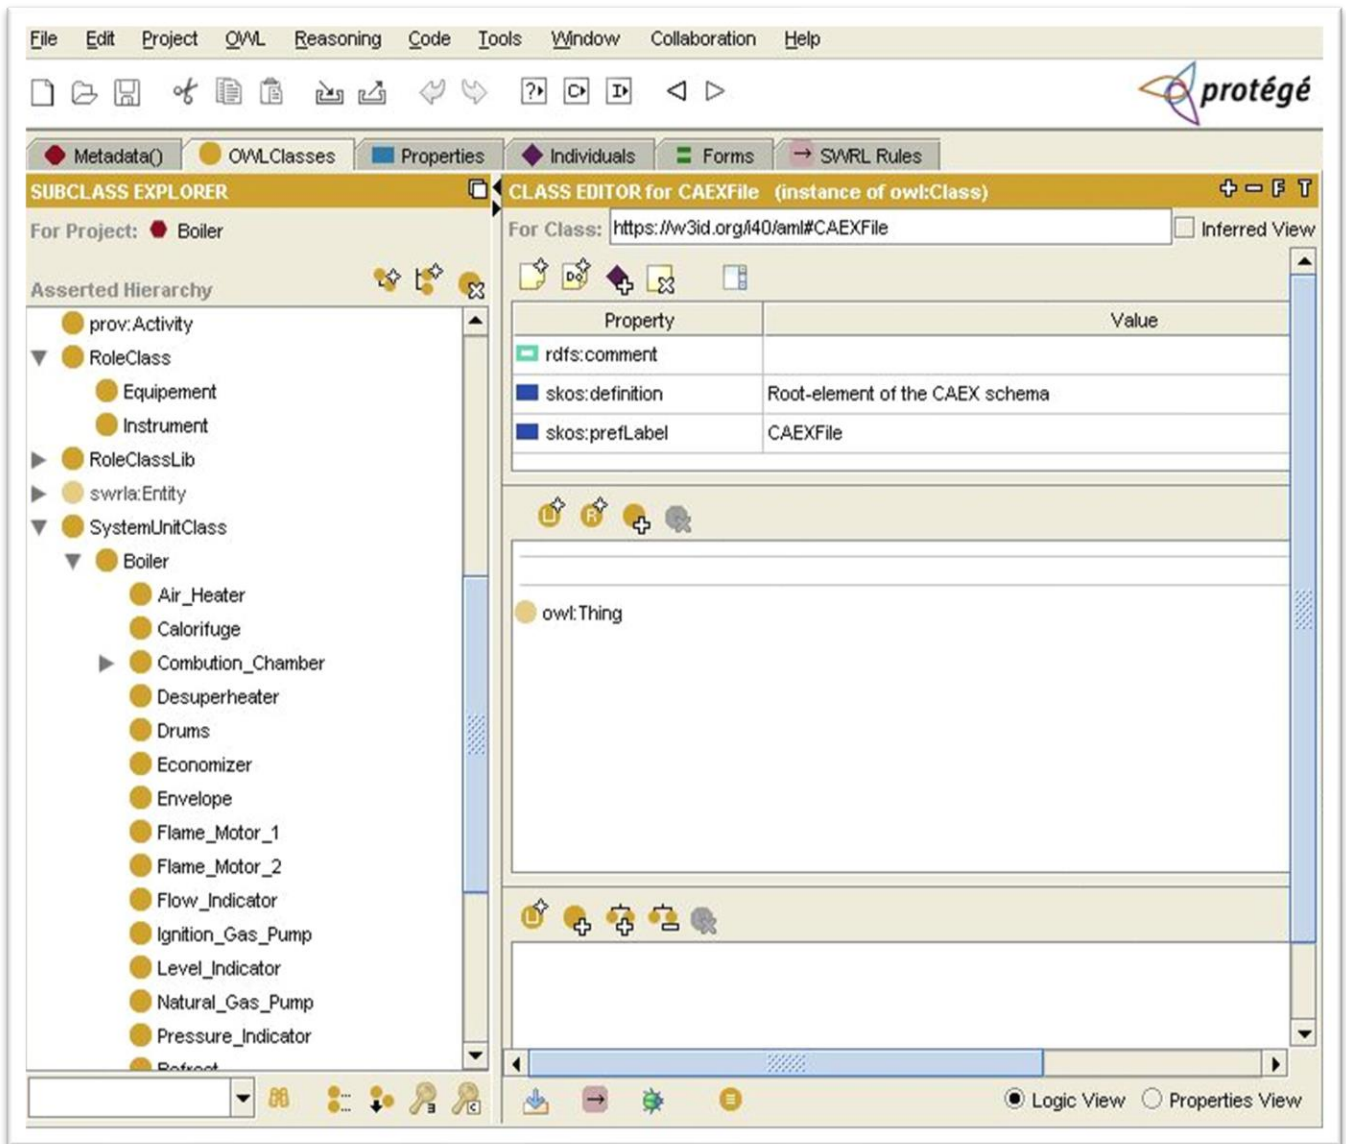 File Edit Project OWL Reasoning Code Tools Window Collaboration Help
protégé
Metadata() OWLClasses Properties Individuals Forms SWRL Rules
SUBCLASS EXPLORER
For Project: Boiler
Asserted Hierarchy
prov:Activity
RoleClass
Equipement
Instrument
RoleClassLib
swrla:Entity
SystemUnitClass
Boiler
Air_Heater
Calorifuge
Combution_Chamber
Desuperheater
Drums
Economizer
Envelope
Flame_Motor_1
Flame_Motor_2
Flow_Indicator
Ignition_Gas_Pump
Level_Indicator
Natural_Gas_Pump
Pressure_Indicator
CLASS EDITOR for CAEXFile (instance of owl:Class) F T
For Class: https://w3id.org/i40/aml#CAEXFile Inferred View
Property Value
rdfs:comment
skos:definition Root-element of the CAEX schema
skos:prefLabel CAEXFile
owl:Thing
Logic View Properties View